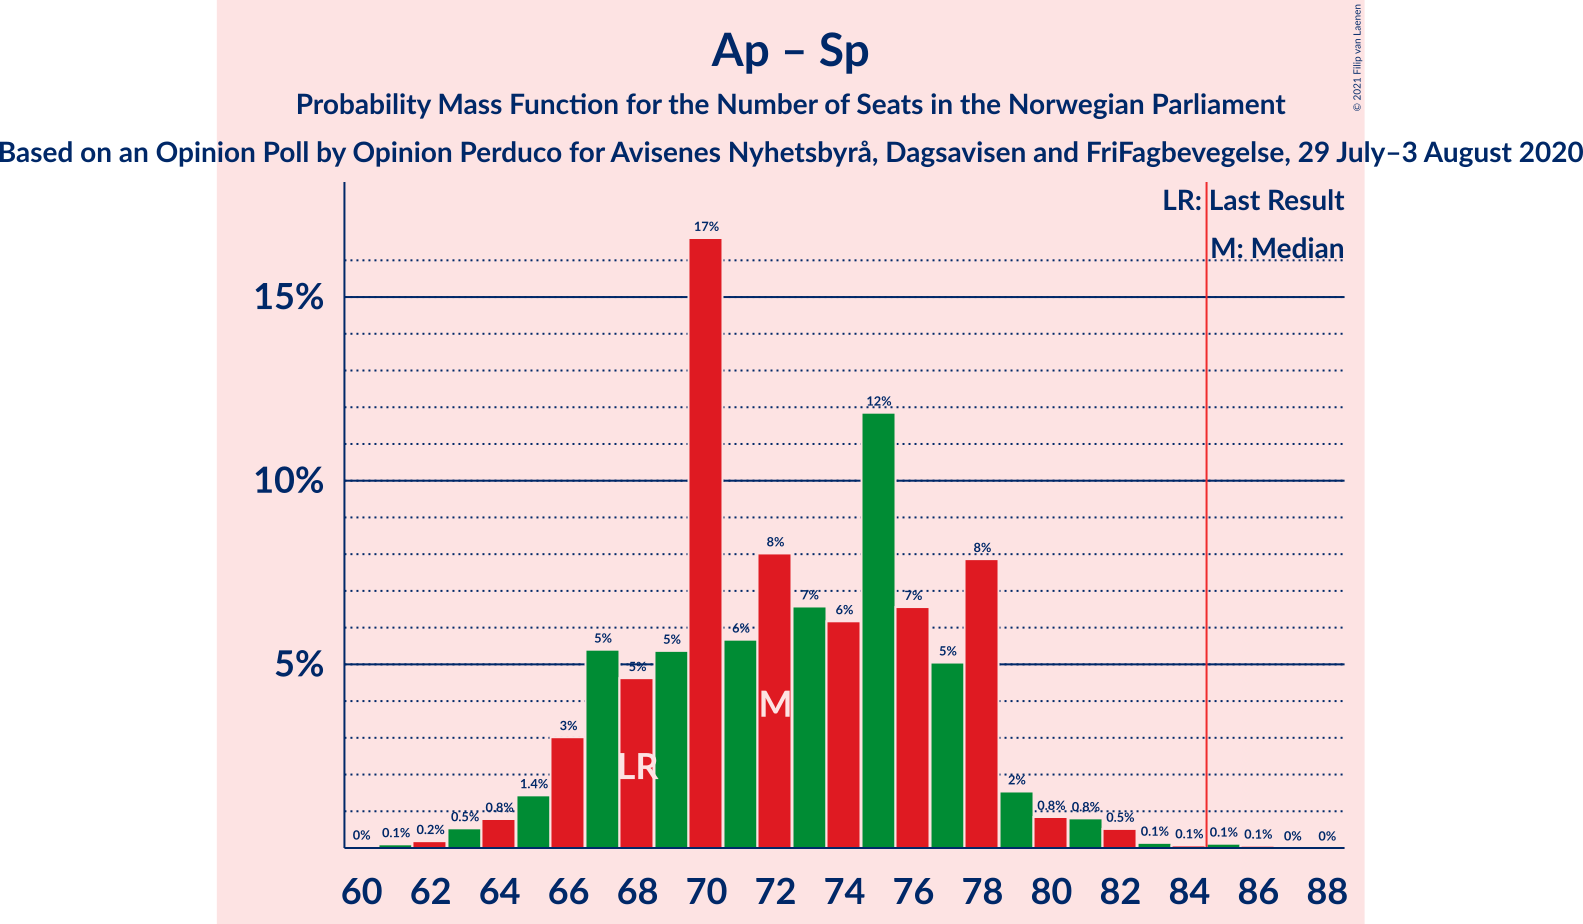 Ap – Sp
Probability Mass Function for the Number of Seats in the Norwegian Parliament
Based on an Opinion Poll by Opinion Perduco for Avisenes Nyhetsbyrå, Dagsavisen and FriFagbevegelse, 29 July–3 August 2020
© 2021 Filip van Laenen
LR: Last Result
M: Median
15%
10%
5%
0% 0.1% 0.2% 0.5% 0.8% 1.4% 3% 5% 5% 5% 17% 6% 8% 7% 6% 12% 7% 5% 8% 2% 0.8% 0.8% 0.5% 0.1% 0.1% 0.1% 0.1% 0% 0%
LR
M
60 62 64 66 68 70 72 74 76 78 80 82 84 86 88